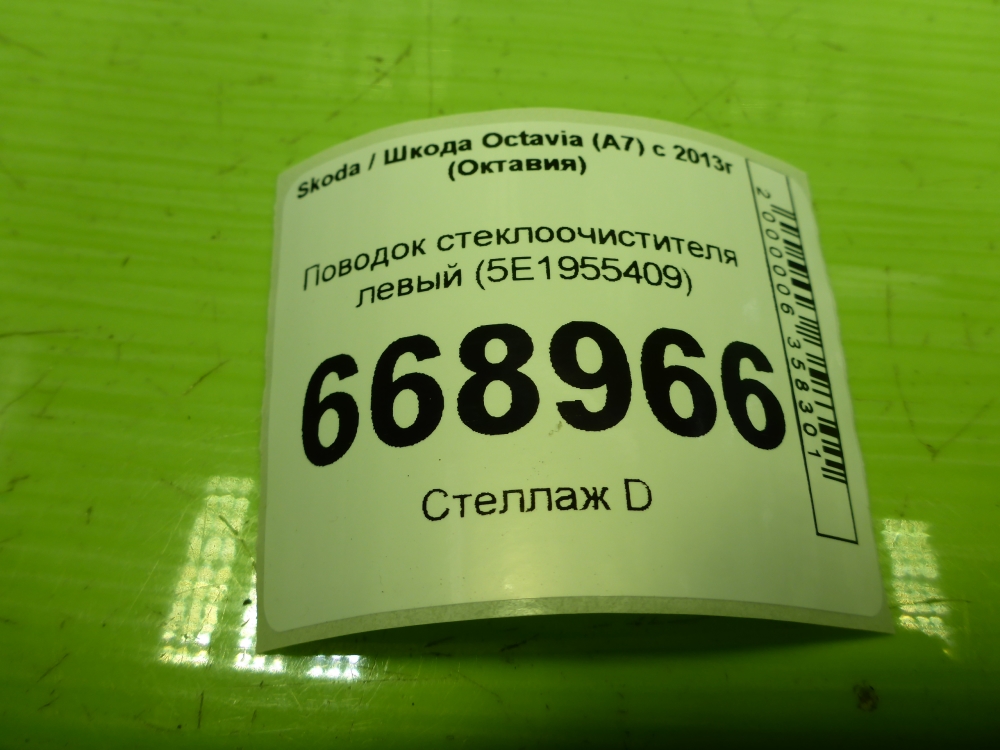 Skoda / Шкода Octavia (A7) с 2013г
(Октавия)
Поводок стеклоочистителя
левый (5E1955409)
668966
Стеллаж D
2000006358301